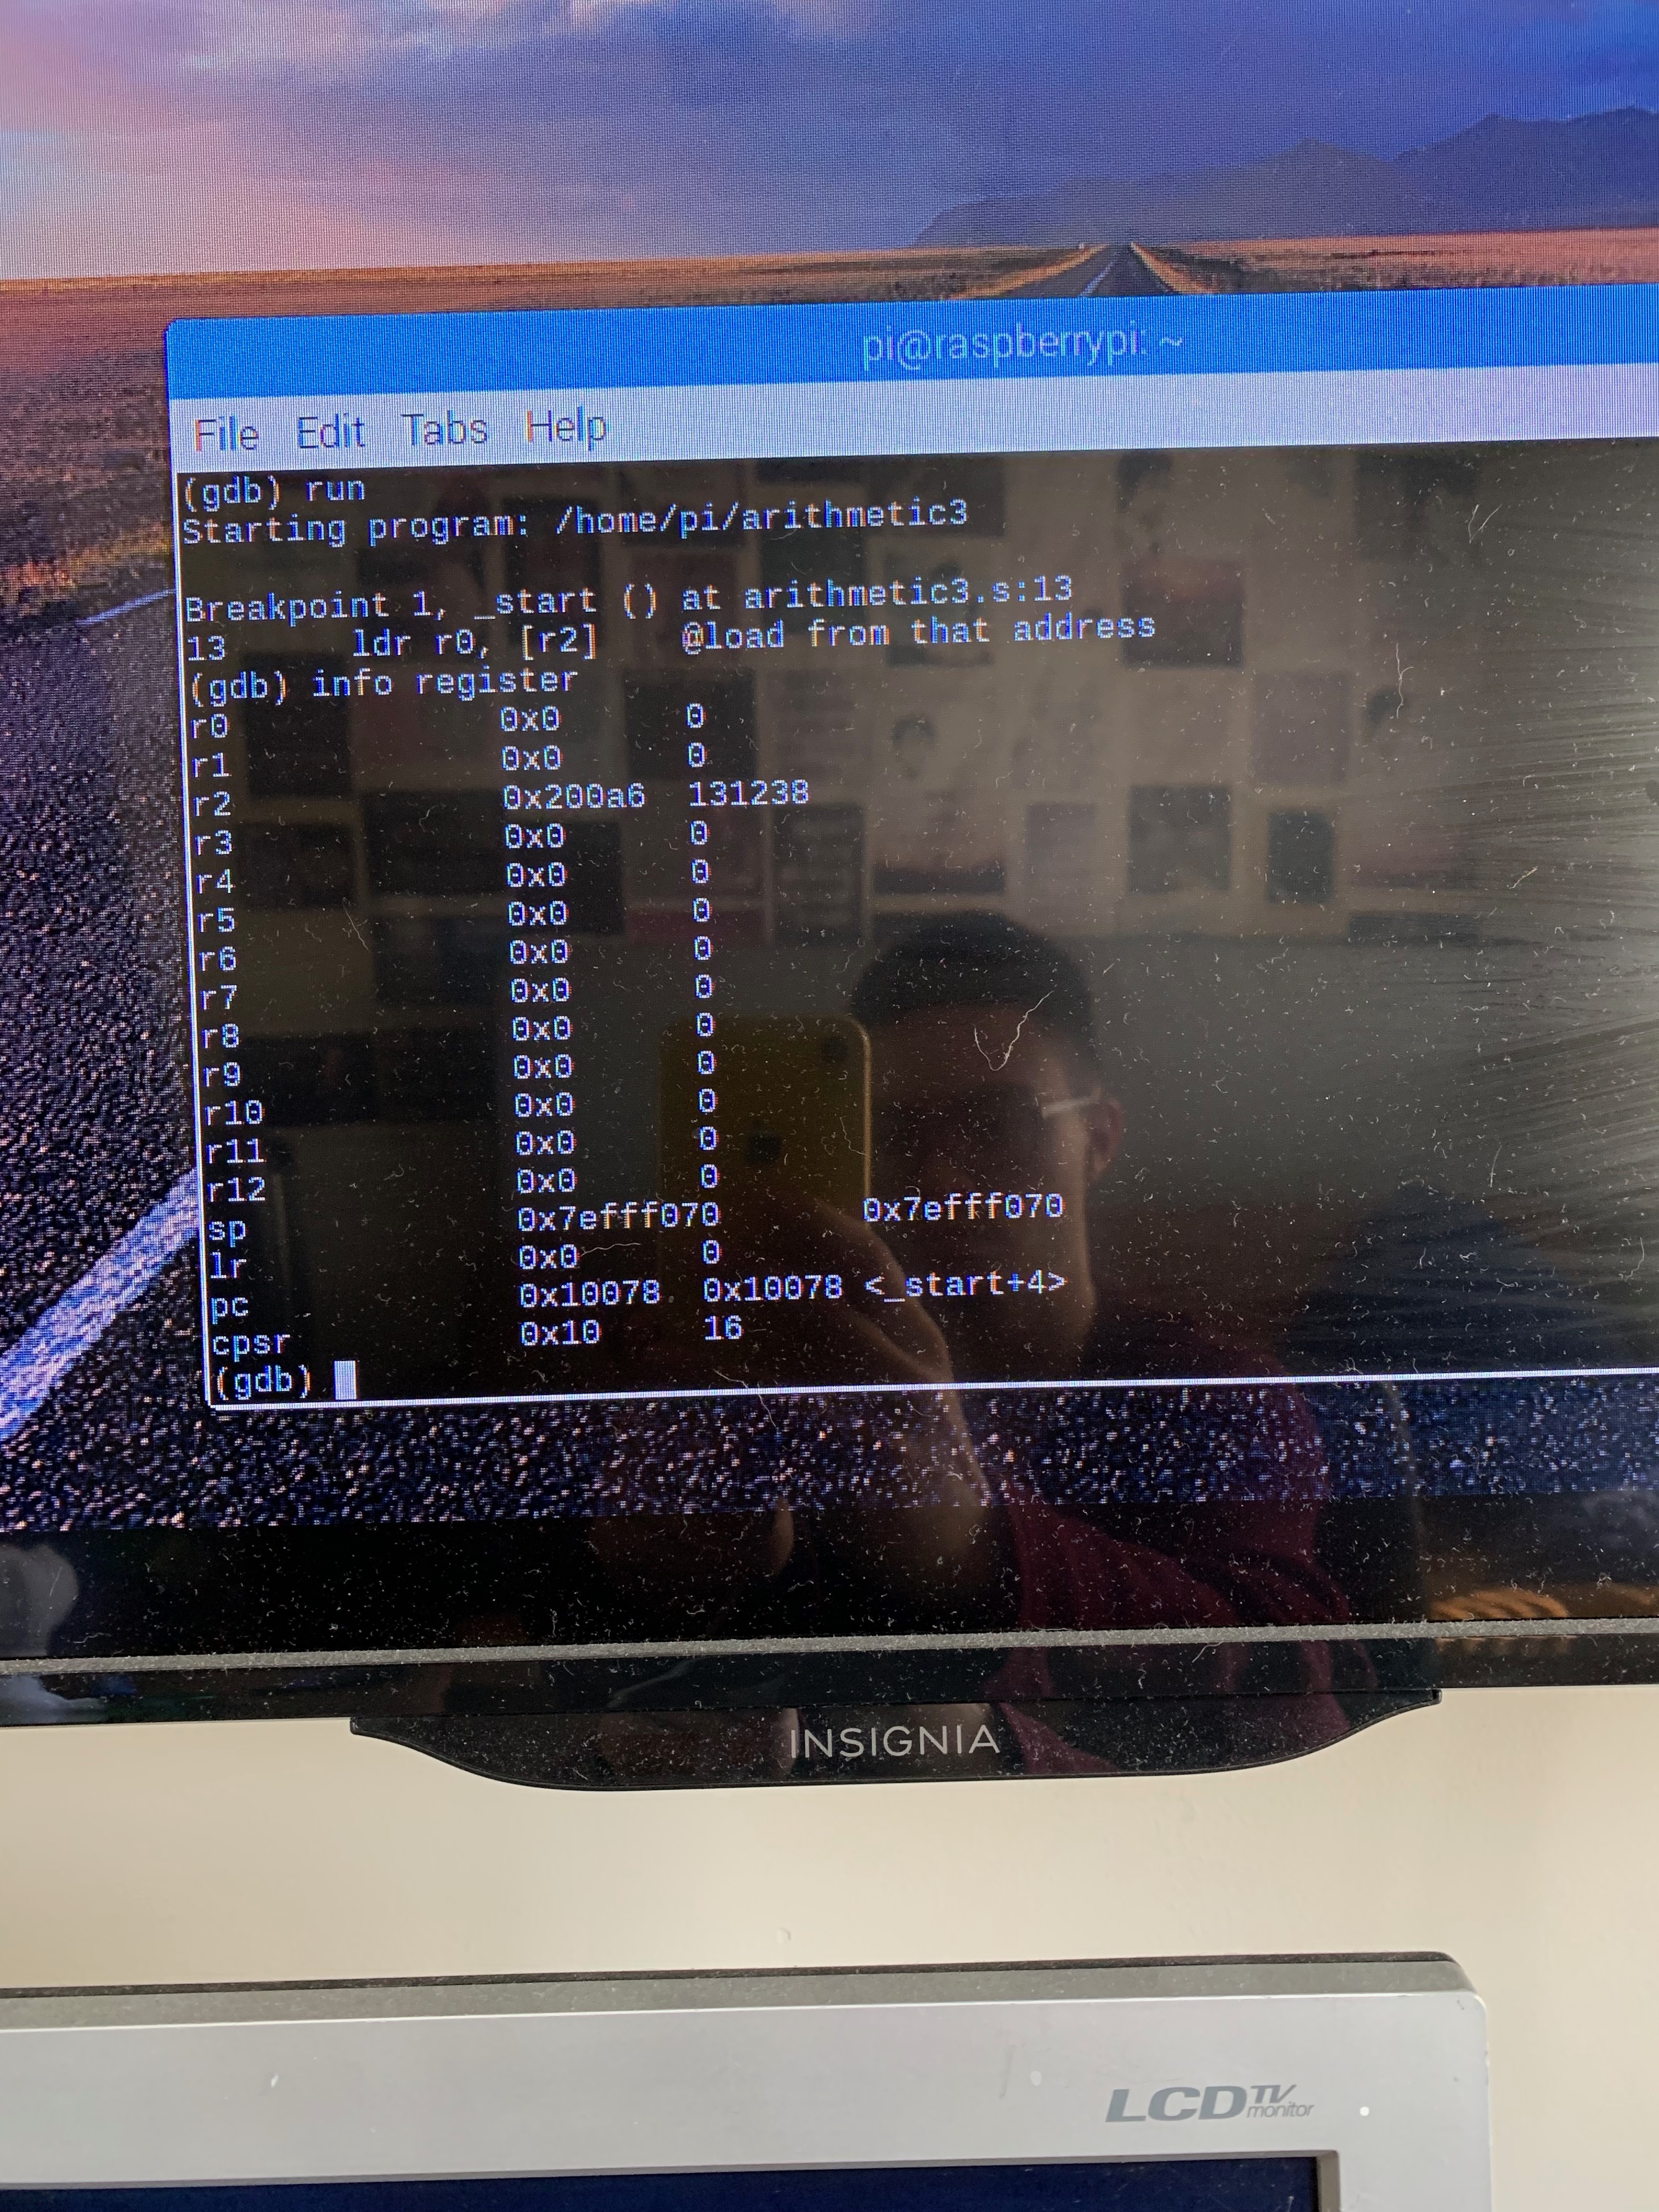 pi@raspberrypi: ~
File Edit Tabs Help
(gdb) run
Starting program: /home/pi/arithmetic3
Breakpoint 1, _start () at arithmetic3.s:13
13 ldr r0, [r2] @load from that address
(gdb) info register
r0 0x0 0
r1 0x0 0
r2 0x200a6 131238
r3 0x0 0
r4 0x0 0
r5 0x0 0
r6 0x0 0
r7 0x0 0
r8 0x0 0
r9 0x0 0
r10 0x0 0
r11 0x0 0
r12 0x0 0
sp 0x7efff070 0x7efff070
lr 0x0 0
pc 0x10078 0x10078 <_start+4>
cpsr 0x10 16
(gdb)
INSIGNIA
LCD TV monitor